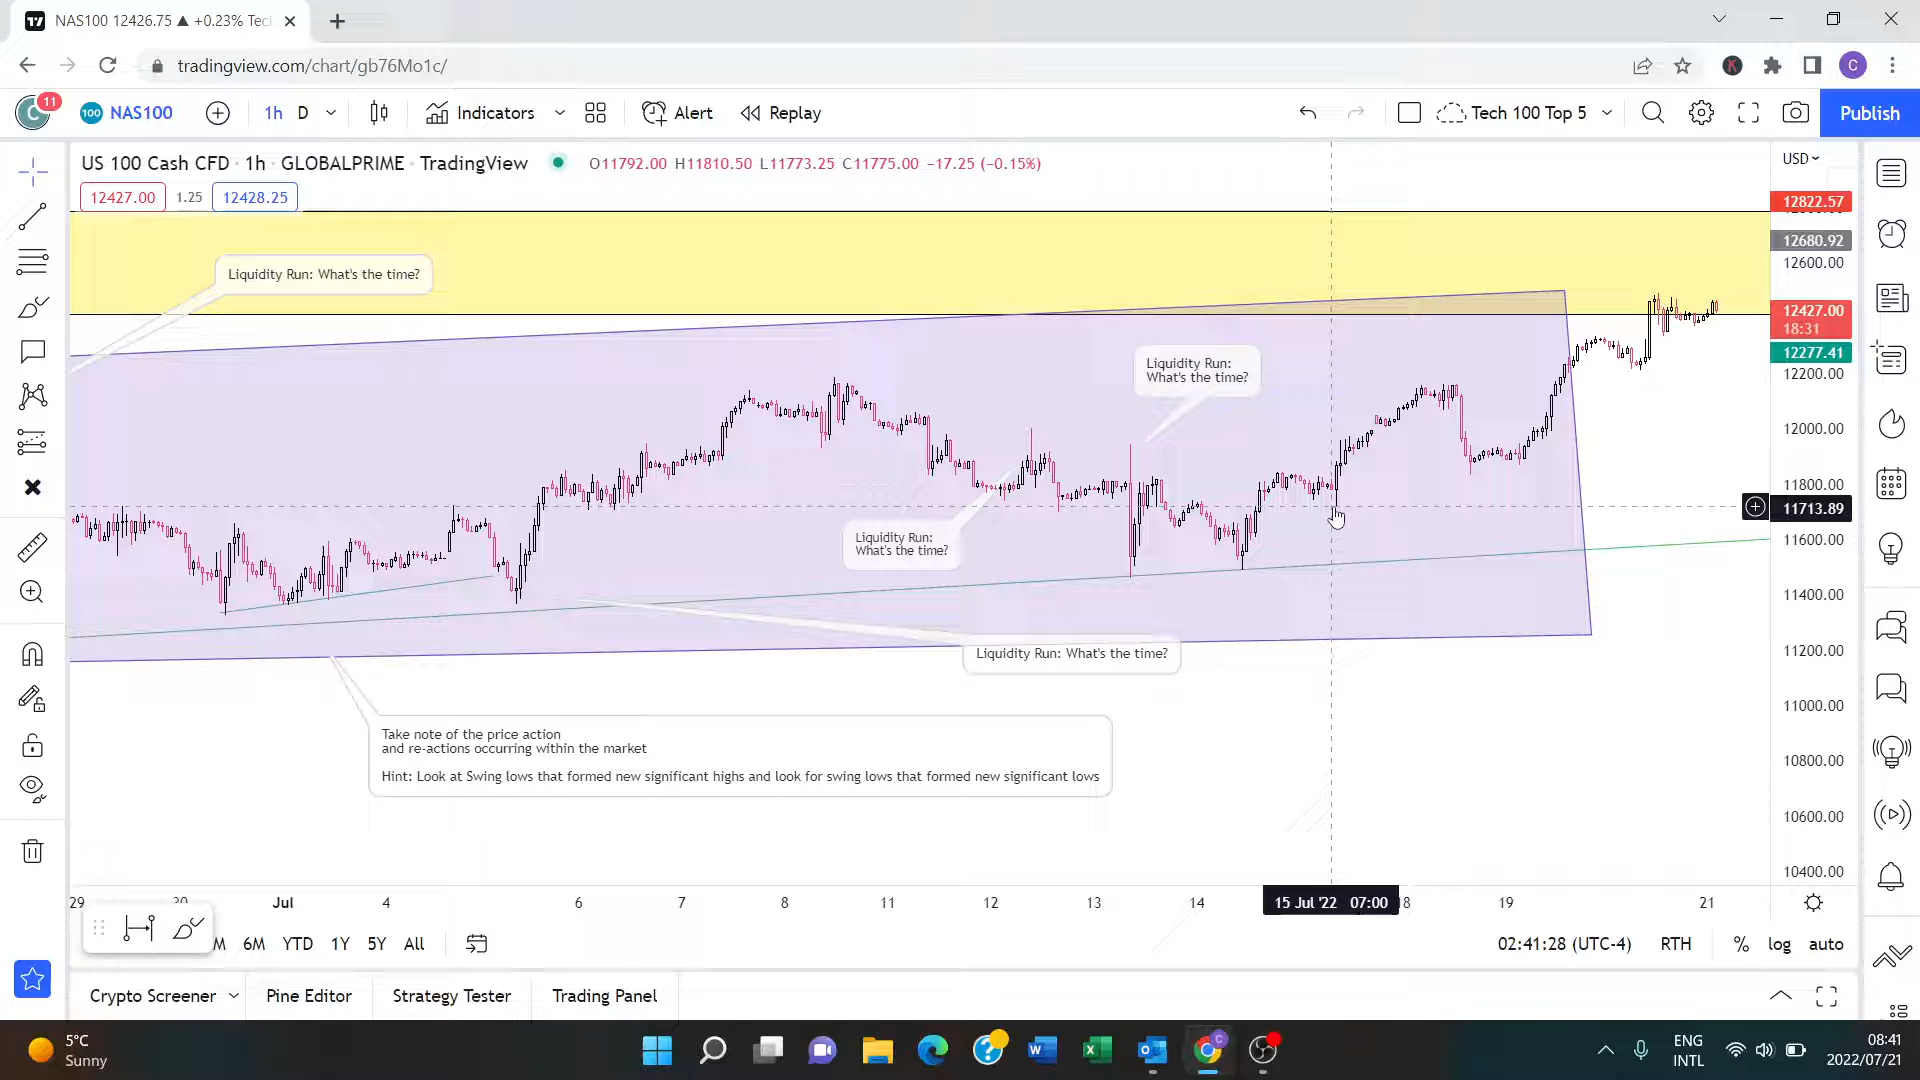 NAS100 12426.75 ▲ +0.23% Tec
tradingview.com/chart/gb76Mo1c/
C
11
C
100
NAS100
1h
D
Indicators
Alert
Replay
Tech 100 Top 5
Publish
US 100 Cash CFD · 1h · GLOBALPRIME · TradingView
O11792.00 H11810.50 L11773.25 C11775.00 −17.25 (−0.15%)
USD
12427.00
1.25
12428.25
12822.57
12680.92
12600.00
12427.00
18:31
12277.41
12200.00
12000.00
11800.00
11713.89
11600.00
11400.00
11200.00
11000.00
10800.00
10600.00
10400.00
Liquidity Run: What's the time?
Liquidity Run:
What's the time?
Liquidity Run:
What's the time?
Liquidity Run: What's the time?
Take note of the price action
and re-actions occurring within the market
Hint: Look at Swing lows that formed new significant highs and look for swing lows that formed new significant lows
29
Jul
4
6
7
8
11
12
13
14
15 Jul '22 07:00
19
21
6M
YTD
1Y
5Y
All
02:41:28 (UTC-4)
RTH
%
log
auto
Crypto Screener
Pine Editor
Strategy Tester
Trading Panel
5°C
Sunny
ENG
INTL
08:41
2022/07/21